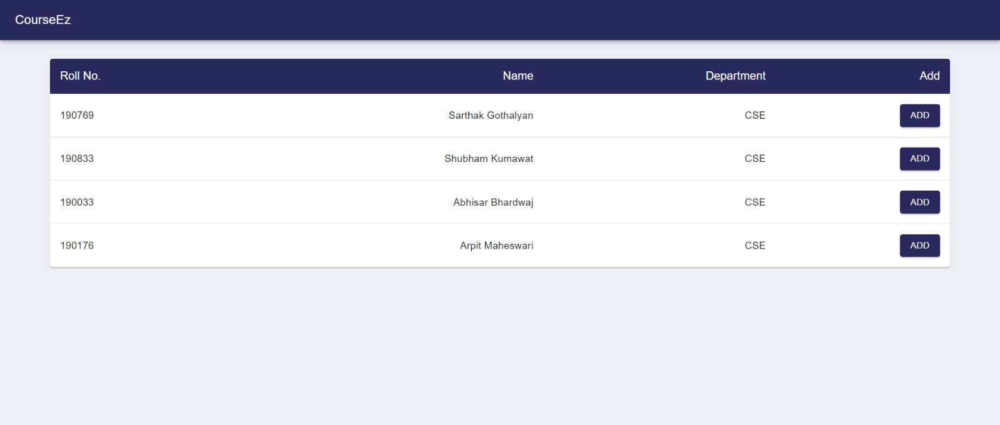 CourseEz
Roll No. Name Department Add
190769 Sarthak Gothalyan CSE ADD
190833 Shubham Kumawat CSE ADD
190033 Abhisar Bhardwaj CSE ADD
190176 Arpit Maheswari CSE ADD